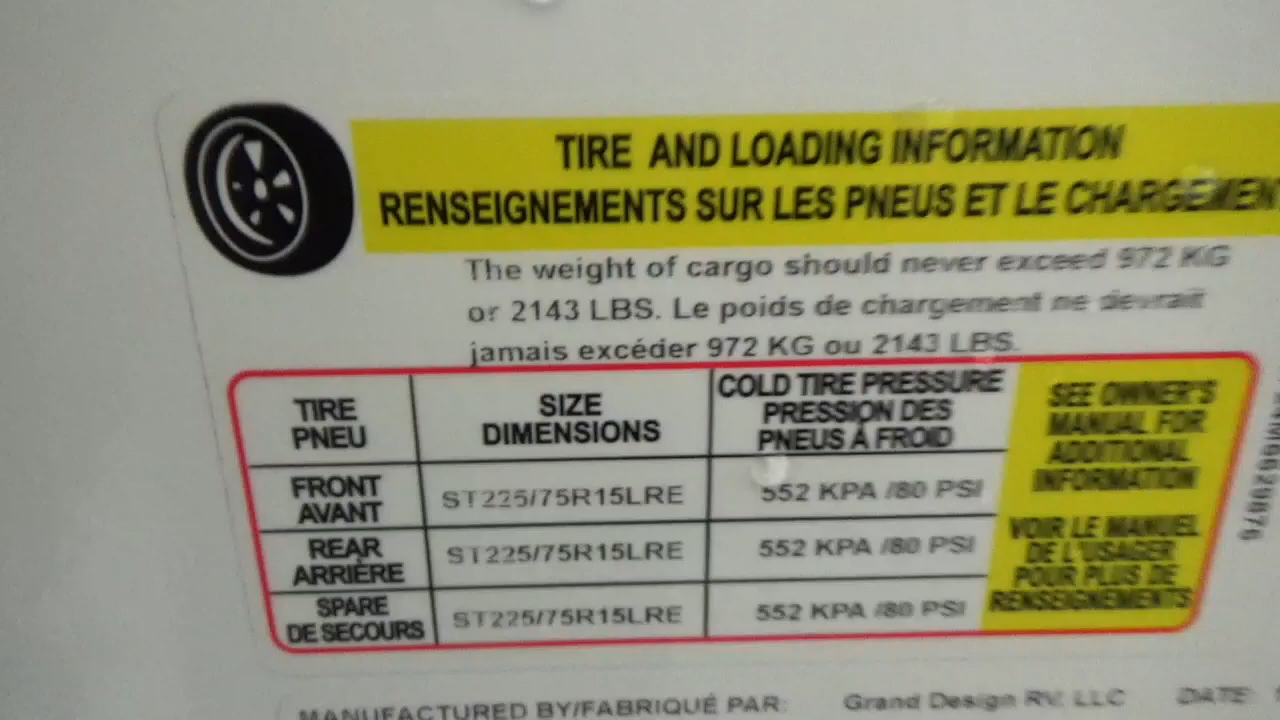 TIRE AND LOADING INFORMATION
RENSEIGNEMENTS SUR LES PNEUS ET LE CHARGEMEN
The weight of cargo should never exceed 972 KG
or 2143 LBS. Le poids de chargement ne devrait
jamais excéder 972 KG ou 2143 LBS.
TIRE
PNEU
SIZE
DIMENSIONS
COLD TIRE PRESSURE
PRESSION DES
PNEUS À FROID
SEE OWNER'S
MANUAL FOR
ADDITIONAL
INFORMATION
VOIR LE MANUEL
DE L'USAGER
POUR PLUS DE
RENSEIGNEMENTS
FRONT
AVANT
ST225/75R15LRE
552 KPA /80 PSI
REAR
ARRIÈRE
ST225/75R15LRE
552 KPA /80 PSI
SPARE
DE SECOURS
ST225/75R15LRE
552 KPA /80 PSI
MANUFACTURED BY/FABRIQUÉ PAR: Grand Design RV, LLC DATE: